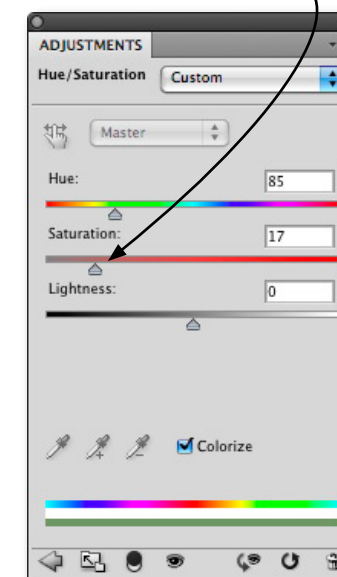 ADJUSTMENTS
Hue/Saturation Custom
Master
Hue: 85
Saturation: 17
Lightness: 0
Colorize